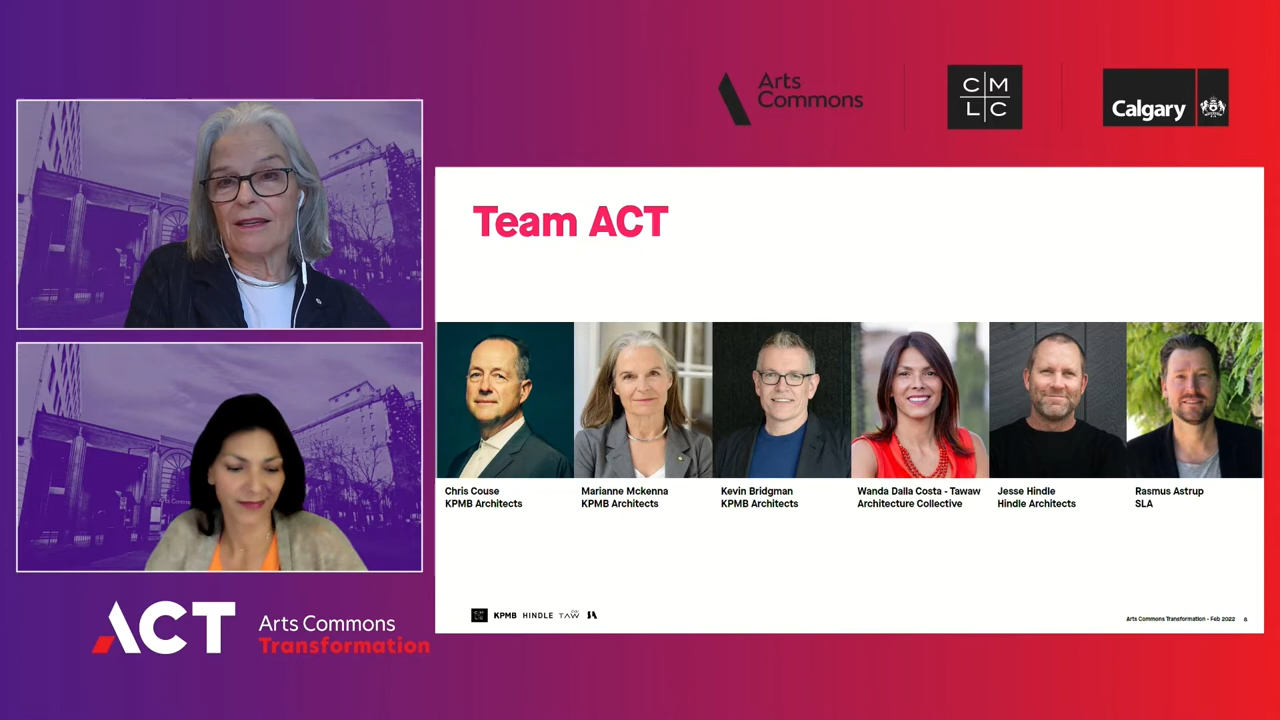 Arts
Commons
C M
L C
Calgary
Team ACT
Chris Couse
KPMB Architects
Marianne Mckenna
KPMB Architects
Kevin Bridgman
KPMB Architects
Wanda Dalla Costa - Tawaw
Architecture Collective
Jesse Hindle
Hindle Architects
Rasmus Astrup
SLA
KPMB HINDLE
Arts Commons Transformation - Feb 2022 6
ACT
Arts Commons
Transformation